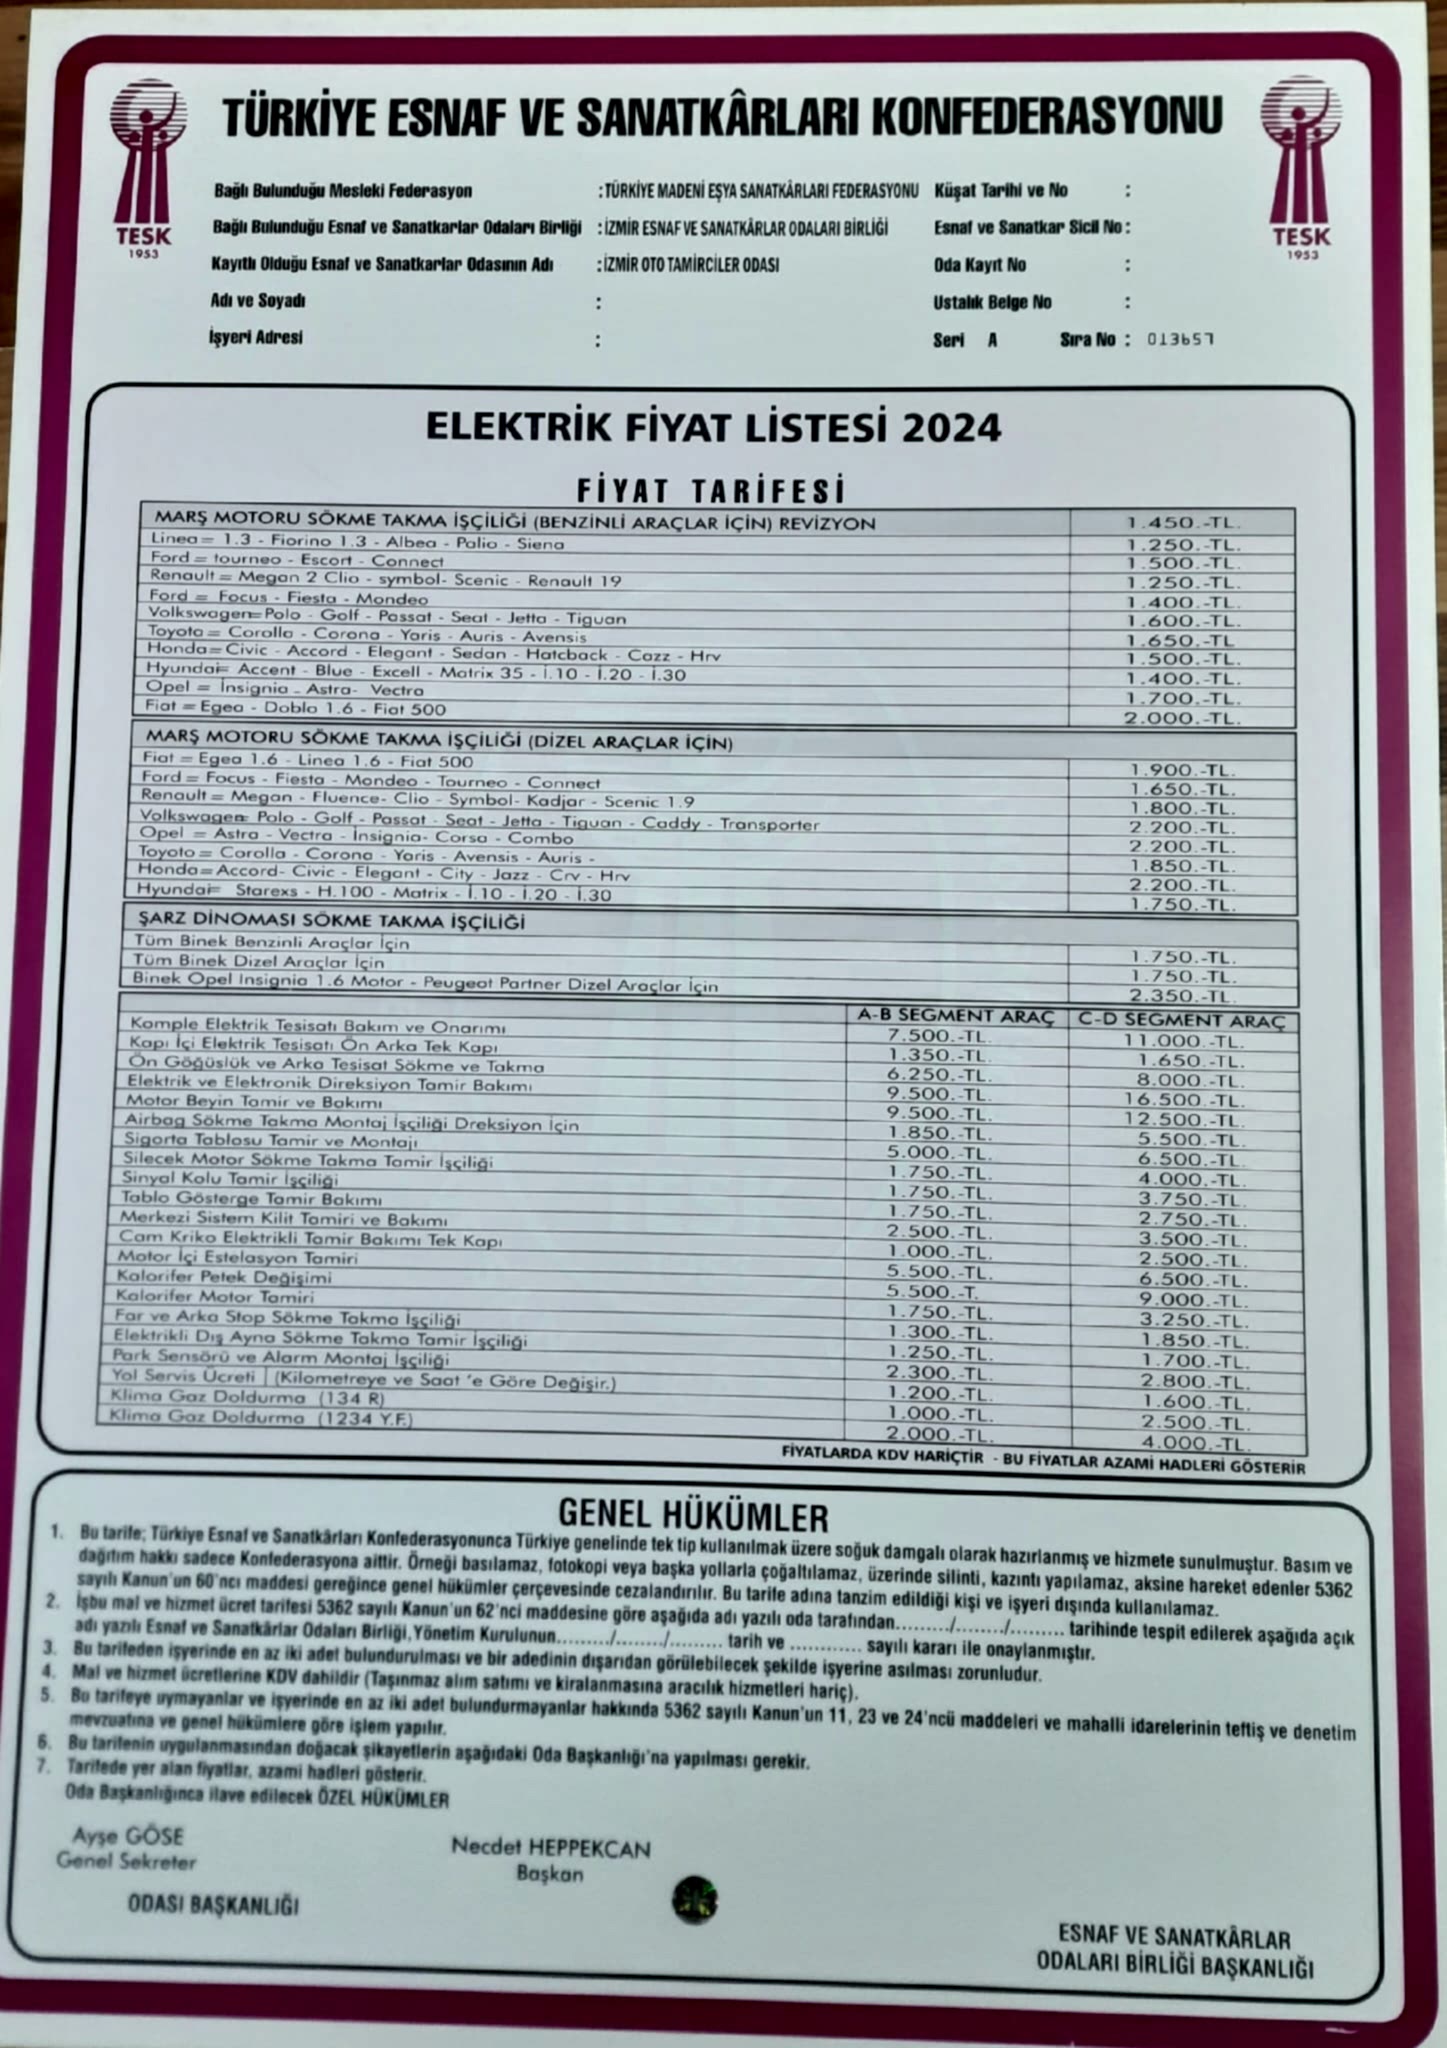 TÜRKİYE ESNAF VE SANATKÂRLARI KONFEDERASYONU
TESK
1953
TESK
1953
Bağlı Bulunduğu Mesleki Federasyon : TÜRKİYE MADENİ EŞYA SANATKÂRLARI FEDERASYONU Küşat Tarihi ve No :
Bağlı Bulunduğu Esnaf ve Sanatkarlar Odaları Birliği : İZMİR ESNAF VE SANATKÂRLAR ODALARI BİRLİĞİ Esnaf ve Sanatkar Sicil No :
Kayıtlı Olduğu Esnaf ve Sanatkarlar Odasının Adı : İZMİR OTO TAMİRCİLER ODASI Oda Kayıt No :
Adı ve Soyadı : Ustalık Belge No :
İşyeri Adresi : Seri A Sıra No : 013657
ELEKTRİK FİYAT LİSTESİ 2024
FİYAT TARİFESİ
MARŞ MOTORU SÖKME TAKMA İŞÇİLİĞİ (BENZİNLİ ARAÇLAR İÇİN) REVİZYON 1.450.-TL.
Linea= 1.3 - Fiorino 1.3 - Albea - Palio - Siena 1.250.-TL.
Ford = tourneo - Escort - Connect 1.500.-TL.
Renault = Megan 2 Clio - symbol- Scenic - Renault 19 1.250.-TL.
Ford = Focus - Fiesta - Mondeo 1.400.-TL.
Volkswagen= Polo - Golf - Passat - Seat - Jetta - Tiguan 1.600.-TL.
Toyota = Corolla - Corona - Yaris - Auris - Avensis 1.650.-TL
Honda= Civic - Accord - Elegant - Sedan - Hatcback - Cazz - Hrv 1.500.-TL.
Hyundai= Accent - Blue - Excell - Matrix 35 - İ.10 - İ.20 - İ.30 1.400.-TL.
Opel = İnsignia - Astra- Vectra 1.700.-TL.
Fiat = Egea - Doblo 1.6 - Fiat 500 2.000.-TL.
MARŞ MOTORU SÖKME TAKMA İŞÇİLİĞİ (DİZEL ARAÇLAR İÇİN)
Fiat = Egea 1.6 - Linea 1.6 - Fiat 500 1.900.-TL.
Ford = Focus - Fiesta - Mondeo - Tourneo - Connect 1.650.-TL.
Renault = Megan - Fluence- Clio - Symbol- Kadjar - Scenic 1.9 1.800.-TL.
Volkswagen= Polo - Golf - Passat - Seat - Jetta - Tiguan - Caddy - Transporter 2.200.-TL.
Opel = Astra - Vectra - İnsignia- Corsa - Combo 2.200.-TL.
Toyoto = Corolla - Corona - Yaris - Avensis - Auris - 1.850.-TL.
Honda= Accord- Civic - Elegant - City - Jazz - Crv - Hrv 2.200.-TL.
Hyundai= Starexs - H.100 - Matrix - İ.10 - İ.20 - İ.30 1.750.-TL.
ŞARZ DİNOMASI SÖKME TAKMA İŞÇİLİĞİ
Tüm Binek Benzinli Araçlar İçin 1.750.-TL.
Tüm Binek Dizel Araçlar İçin 1.750.-TL.
Binek Opel Insignia 1.6 Motor - Peugeot Partner Dizel Araçlar İçin 2.350.-TL.
A-B SEGMENT ARAÇ C-D SEGMENT ARAÇ
Komple Elektrik Tesisatı Bakım ve Onarımı 7.500.-TL. 11.000.-TL.
Kapı İçi Elektrik Tesisatı Ön Arka Tek Kapı 1.350.-TL. 1.650.-TL.
Ön Göğüslük ve Arka Tesisat Sökme ve Takma 6.250.-TL. 8.000.-TL.
Elektrik ve Elektronik Direksiyon Tamir Bakımı 9.500.-TL. 16.500.-TL.
Motor Beyin Tamir ve Bakımı 9.500.-TL. 12.500.-TL.
Airbag Sökme Takma Montaj İşçiliği Dreksiyon İçin 1.850.-TL. 5.500.-TL.
Sigorta Tablosu Tamir ve Montajı 5.000.-TL. 6.500.-TL.
Silecek Motor Sökme Takma Tamir İşçiliği 1.750.-TL. 4.000.-TL.
Sinyal Kolu Tamir İşçiliği 1.750.-TL. 3.750.-TL.
Tablo Gösterge Tamir Bakımı 1.750.-TL. 2.750.-TL.
Merkezi Sistem Kilit Tamiri ve Bakımı 2.500.-TL. 3.500.-TL.
Cam Kriko Elektrikli Tamir Bakımı Tek Kapı 1.000.-TL. 2.500.-TL.
Motor İçi Estelasyon Tamiri 5.500.-TL. 6.500.-TL.
Kalorifer Petek Değişimi 5.500.-T. 9.000.-TL.
Kalorifer Motor Tamiri 1.750.-TL. 3.250.-TL.
Far ve Arka Stop Sökme Takma İşçiliği 1.300.-TL. 1.850.-TL.
Elektrikli Dış Ayna Sökme Takma Tamir İşçiliği 1.250.-TL. 1.700.-TL.
Park Sensörü ve Alarm Montaj İşçiliği 2.300.-TL. 2.800.-TL.
Yol Servis Ücreti (Kilometreye ve Saat 'e Göre Değişir.) 1.200.-TL. 1.600.-TL.
Klima Gaz Doldurma (134 R) 1.000.-TL. 2.500.-TL.
Klima Gaz Doldurma (1234 Y.F.) 2.000.-TL. 4.000.-TL.
FİYATLARDA KDV HARİÇTİR - BU FİYATLAR AZAMİ HADLERİ GÖSTERİR
GENEL HÜKÜMLER
1. Bu tarife; Türkiye Esnaf ve Sanatkârları Konfederasyonunca Türkiye genelinde tek tip kullanılmak üzere soğuk damgalı olarak hazırlanmış ve hizmete sunulmuştur. Basım ve
dağıtım hakkı sadece Konfederasyona aittir. Örneği basılamaz, fotokopi veya başka yollarla çoğaltılamaz, üzerinde silinti, kazıntı yapılamaz, aksine hareket edenler 5362
sayılı Kanun'un 60'ncı maddesi gereğince genel hükümler çerçevesinde cezalandırılır. Bu tarife adına tanzim edildiği kişi ve işyeri dışında kullanılamaz.
2. İşbu mal ve hizmet ücret tarifesi 5362 sayılı Kanun'un 62'nci maddesine göre aşağıda adı yazılı oda tarafından........./......../......... tarihinde tespit edilerek aşağıda açık
adı yazılı Esnaf ve Sanatkârlar Odaları Birliği, Yönetim Kurulunun........./......../......... tarih ve ............ sayılı kararı ile onaylanmıştır.
3. Bu tarifeden işyerinde en az iki adet bulundurulması ve bir adedinin dışarıdan görülebilecek şekilde işyerine asılması zorunludur.
4. Mal ve hizmet ücretlerine KDV dahildir (Taşınmaz alım satımı ve kiralanmasına aracılık hizmetleri hariç).
5. Bu tarifeye uymayanlar ve işyerinde en az iki adet bulundurmayanlar hakkında 5362 sayılı Kanun'un 11, 23 ve 24'ncü maddeleri ve mahalli idarelerinin teftiş ve denetim
mevzuatına ve genel hükümlere göre işlem yapılır.
6. Bu tarifenin uygulanmasından doğacak şikayetlerin aşağıdaki Oda Başkanlığı'na yapılması gerekir.
7. Tarifede yer alan fiyatlar, azami hadleri gösterir.
Oda Başkanlığınca ilave edilecek ÖZEL HÜKÜMLER
Ayşe GÖSE
Genel Sekreter
Necdet HEPPEKCAN
Başkan
ODASI BAŞKANLIĞI
ESNAF VE SANATKÂRLAR
ODALARI BİRLİĞİ BAŞKANLIĞI